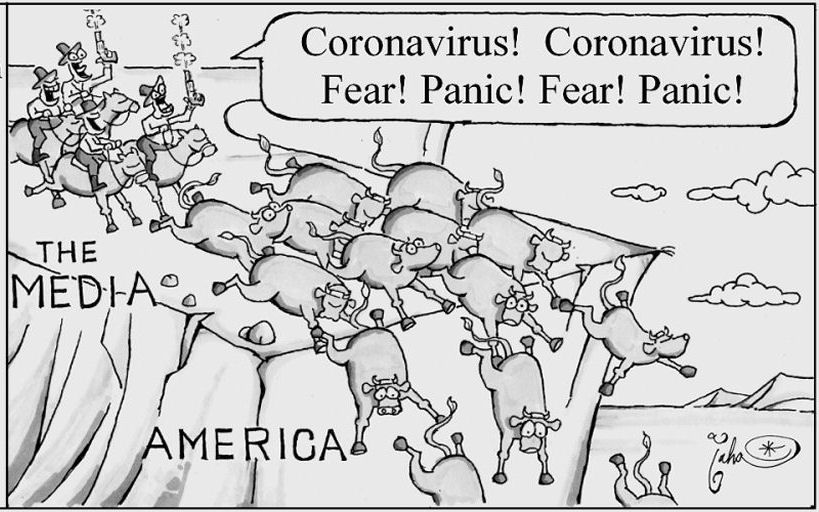 Coronavirus! Coronavirus!
Fear! Panic! Fear! Panic!
THE
MEDIA
AMERICA